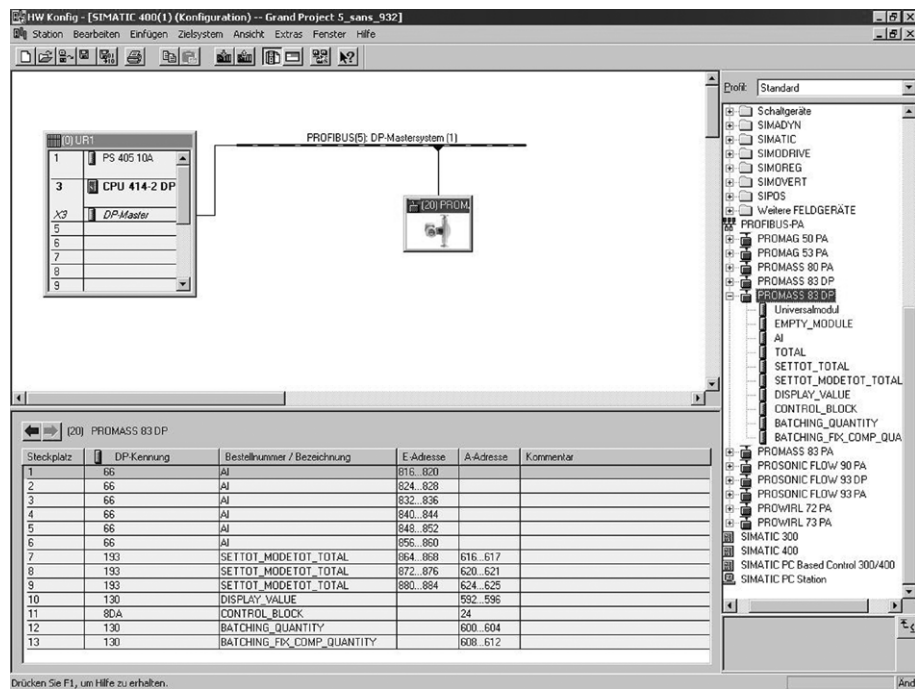 HW Konfig - [SIMATIC 400(1) (Konfiguration) -- Grand Project 5_sans_932]
Station Bearbeiten Einfügen Zielsystem Ansicht Extras Fenster Hilfe
(0) UR1
1 PS 405 10A
3 CPU 414-2 DP
X3 DP-Master
5
6
7
8
9
PROFIBUS(5): DP-Mastersystem (1)
(20) PROM
Profil: Standard
Schaltgeräte
SIMADYN
SIMATIC
SIMODRIVE
SIMOREG
SIMOVERT
SIPOS
Weitere FELDGERÄTE
PROFIBUS-PA
PROMAG 50 PA
PROMAG 53 PA
PROMASS 80 PA
PROMASS 83 DP
PROMASS 83 DP
Universalmodul
EMPTY_MODULE
AI
TOTAL
SETTOT_TOTAL
SETTOT_MODETOT_TOTAL
DISPLAY_VALUE
CONTROL_BLOCK
BATCHING_QUANTITY
BATCHING_FIX_COMP_QUA
PROMASS 83 PA
PROSONIC FLOW 90 PA
PROSONIC FLOW 93 DP
PROSONIC FLOW 93 PA
PROWIRL 72 PA
PROWIRL 73 PA
SIMATIC 300
SIMATIC 400
SIMATIC PC Based Control 300/400
SIMATIC PC Station
(20) PROMASS 83 DP
Steckplatz DP-Kennung Bestellnummer / Bezeichnung E-Adresse A-Adresse Kommentar
1 66 AI 816...820
2 66 AI 824...828
3 66 AI 832...836
4 66 AI 840...844
5 66 AI 848...852
6 66 AI 856...860
7 193 SETTOT_MODETOT_TOTAL 864...868 616...617
8 193 SETTOT_MODETOT_TOTAL 872...876 620...621
9 193 SETTOT_MODETOT_TOTAL 880...884 624...625
10 130 DISPLAY_VALUE 592...596
11 8DA CONTROL_BLOCK 24
12 130 BATCHING_QUANTITY 600...604
13 130 BATCHING_FIX_COMP_QUANTITY 608...612
Drücken Sie F1, um Hilfe zu erhalten.
Änd